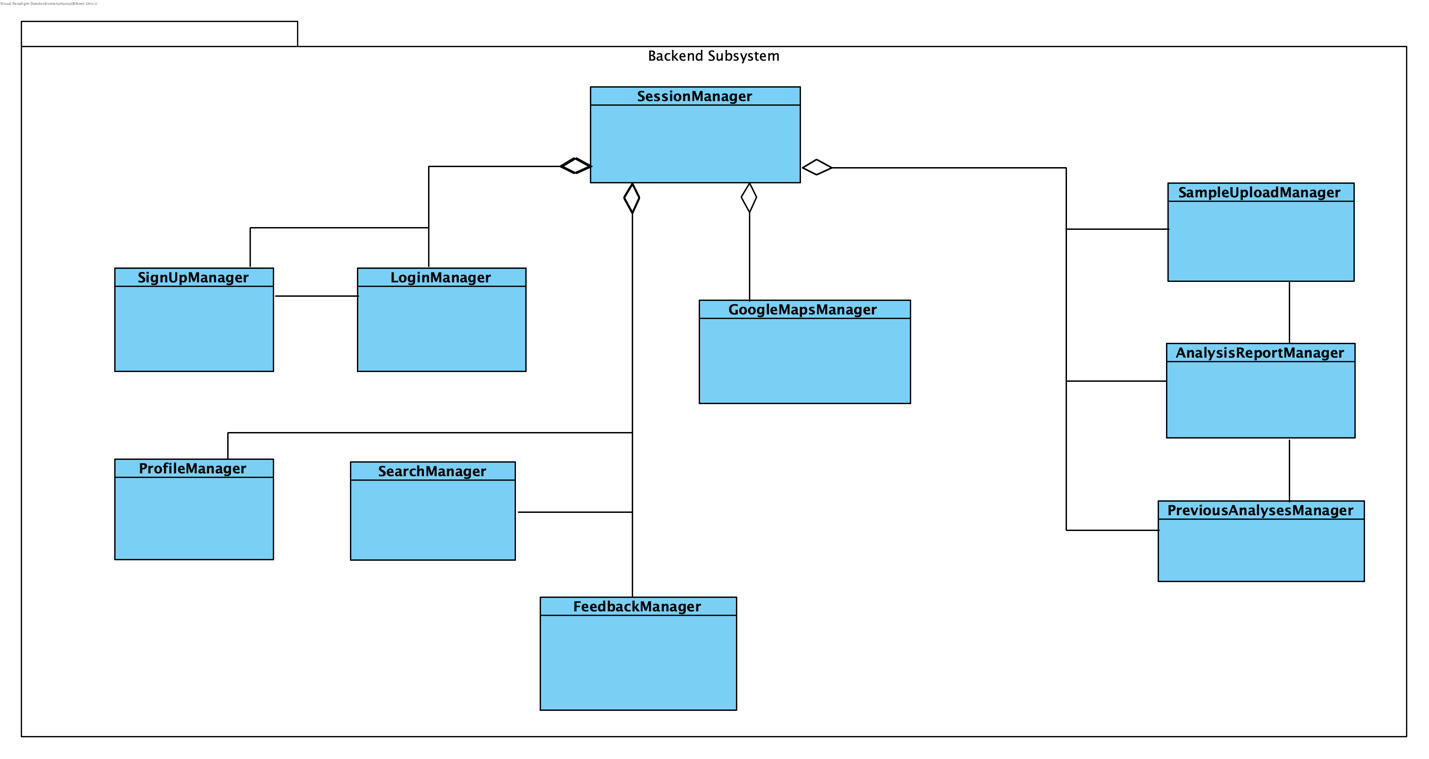 Backend Subsystem
SessionManager
SampleUploadManager
SignUpManager
LoginManager
GoogleMapsManager
AnalysisReportManager
ProfileManager
SearchManager
PreviousAnalysesManager
FeedbackManager